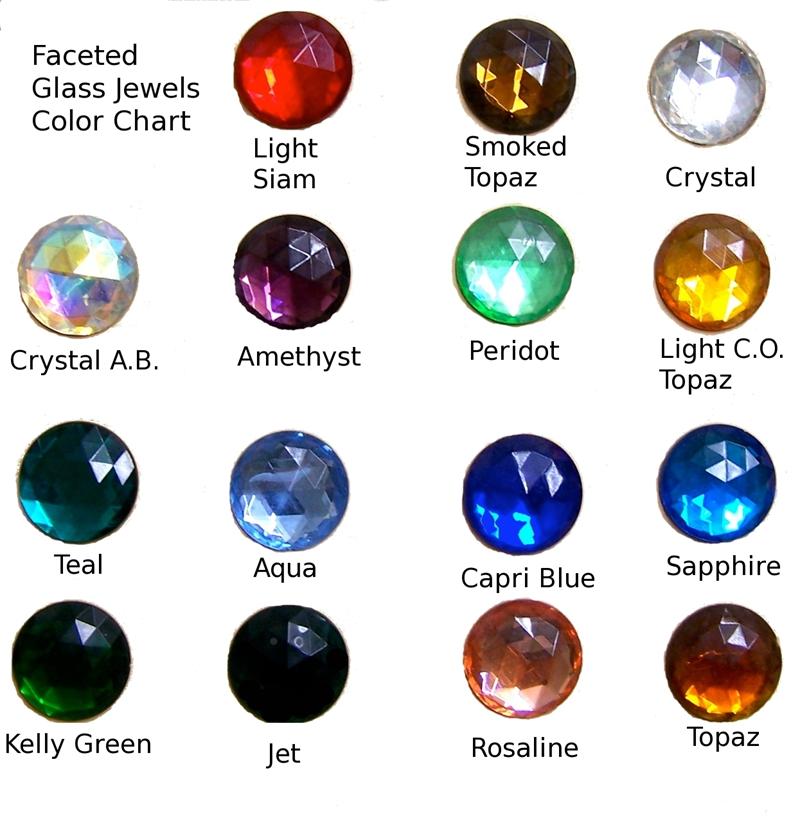 Faceted
Glass Jewels
Color Chart
Light
Siam
Smoked
Topaz
Crystal
Crystal A.B.
Amethyst
Peridot
Light C.O.
Topaz
Teal
Aqua
Capri Blue
Sapphire
Kelly Green
Jet
Rosaline
Topaz